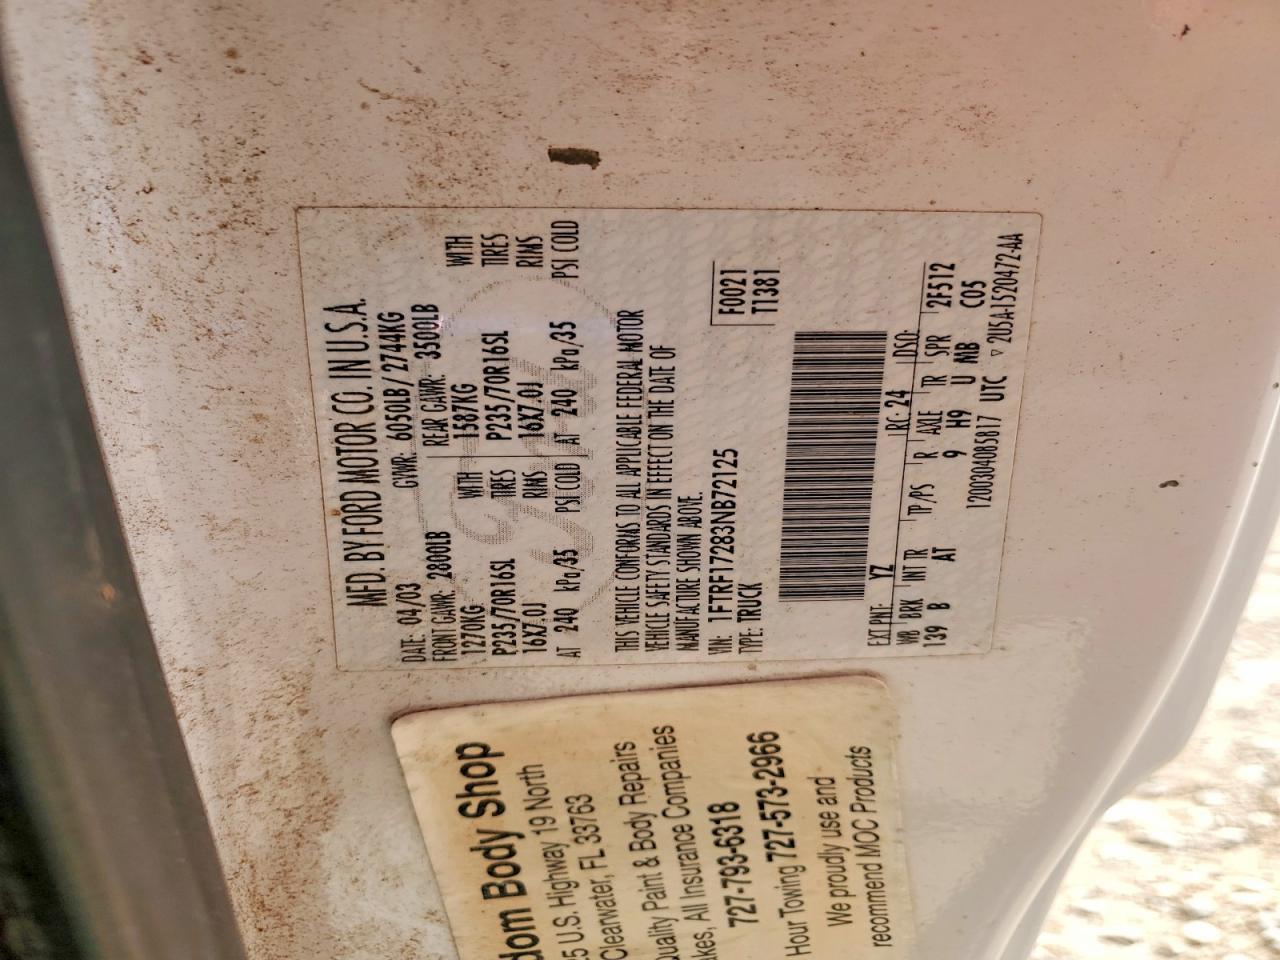 MFD. BY FORD MOTOR CO. IN U.S.A.
DATE: 04/03 GVWR: 6050LB/2744KG
FRONT GAWR: 2800LB REAR GAWR: 3500LB
1270KG WITH 1587KG WITH
P235/70R16SL TIRES P235/70R16SL TIRES
16X7.0J RIMS 16X7.0J RIMS
AT 240 kPa/35 PSI COLD AT 240 kPa/35 PSI COLD
THIS VEHICLE CONFORMS TO ALL APPLICABLE FEDERAL MOTOR
VEHICLE SAFETY STANDARDS IN EFFECT ON THE DATE OF
MANUFACTURE SHOWN ABOVE.
VIN: 1FTRF17283NB72125 F0021
TYPE: TRUCK T1381
EXT PNT: YZ RC: 24 DSO:
WB BRK INT TR TP/PS R AXLE TR SPR 2F512
139 B AT 9 H9 U MB C05
1200304085817 UTC ▽ 2U5A-1520472-AA
dom Body Shop
5 U.S. Highway 19 North
Clearwater, FL 33763
uality Paint & Body Repairs
akes, All Insurance Companies
727-793-6318
Hour Towing 727-573-2966
We proudly use and
recommend MOC Products